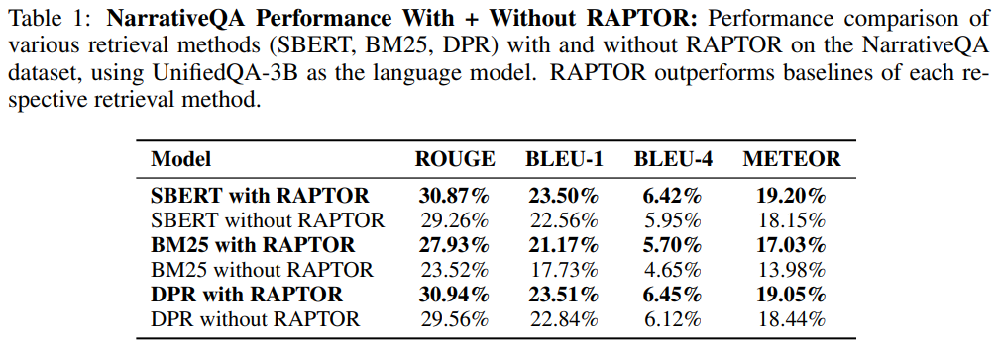 Table 1: NarrativeQA Performance With + Without RAPTOR: Performance comparison of
various retrieval methods (SBERT, BM25, DPR) with and without RAPTOR on the NarrativeQA
dataset, using UnifiedQA-3B as the language model. RAPTOR outperforms baselines of each re-
spective retrieval method.
Model ROUGE BLEU-1 BLEU-4 METEOR
SBERT with RAPTOR 30.87% 23.50% 6.42% 19.20%
SBERT without RAPTOR 29.26% 22.56% 5.95% 18.15%
BM25 with RAPTOR 27.93% 21.17% 5.70% 17.03%
BM25 without RAPTOR 23.52% 17.73% 4.65% 13.98%
DPR with RAPTOR 30.94% 23.51% 6.45% 19.05%
DPR without RAPTOR 29.56% 22.84% 6.12% 18.44%